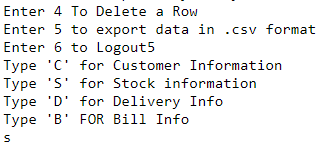 Enter 4 To Delete a Row
Enter 5 to export data in .csv format
Enter 6 to Logout5
Type 'C' for Customer Information
Type 'S' for Stock information
Type 'D' for Delivery Info
Type 'B' FOR Bill Info
s